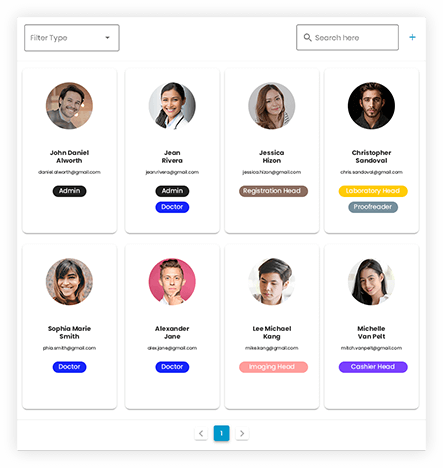 Filter Type
Search here
+
John Daniel
Alworth
daniel.alworth@gmail.com
Admin
Jean
Rivera
jean.rivera@gmail.com
Admin
Doctor
Jessica
Hizon
jessica.hizon@gmail.com
Registration Head
Christopher
Sandoval
chris.sandoval@gmail.com
Laboratory Head
Proofreader
Sophia Marie
Smith
phia.smith@gmail.com
Doctor
Alexander
Jane
alex.jane@gmail.com
Doctor
Lee Michael
Kang
mike.kang@gmail.com
Imaging Head
Michelle
Van Pelt
mitch.vanpelt@gmail.com
Cashier Head
1